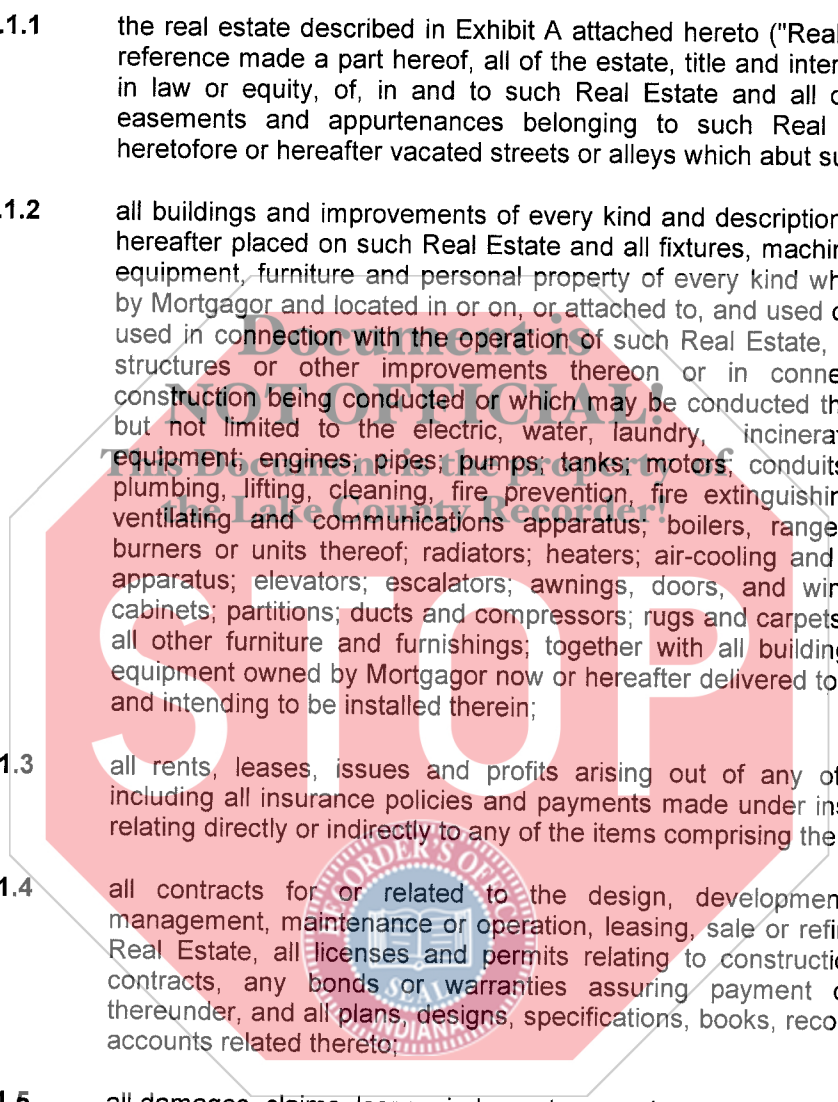 .1.1 the real estate described in Exhibit A attached hereto ("Real
reference made a part hereof, all of the estate, title and inter
in law or equity, of, in and to such Real Estate and all o
easements and appurtenances belonging to such Real
heretofore or hereafter vacated streets or alleys which abut su
.1.2 all buildings and improvements of every kind and description
hereafter placed on such Real Estate and all fixtures, machin
equipment, furniture and personal property of every kind wh
by Mortgagor and located in or on, or attached to, and used o
used in connection with the operation of such Real Estate,
structures or other improvements thereon or in conne
construction being conducted or which may be conducted th
but not limited to the electric, water, laundry, incinerat
equipment; engines; pipes; pumps; tanks; motors; conduits
plumbing, lifting, cleaning, fire prevention, fire extinguishin
ventilating and communications apparatus; boilers, range
burners or units thereof; radiators; heaters; air-cooling and
apparatus; elevators; escalators; awnings, doors, and win
cabinets; partitions; ducts and compressors; rugs and carpets
all other furniture and furnishings; together with all building
equipment owned by Mortgagor now or hereafter delivered to
and intending to be installed therein;
1.3 all rents, leases, issues and profits arising out of any of
including all insurance policies and payments made under ins
relating directly or indirectly to any of the items comprising the
1.4 all contracts for or related to the design, developmen
management, maintenance or operation, leasing, sale or refin
Real Estate, all licenses and permits relating to constructio
contracts, any bonds or warranties assuring payment o
thereunder, and all plans, designs, specifications, books, reco
accounts related thereto;
1.5
Document is
NOT OFFICIAL!
This Document is the property of
the Lake County Recorder!
STOP
RECORDER'S OFFIC
SEAL
INDIANA